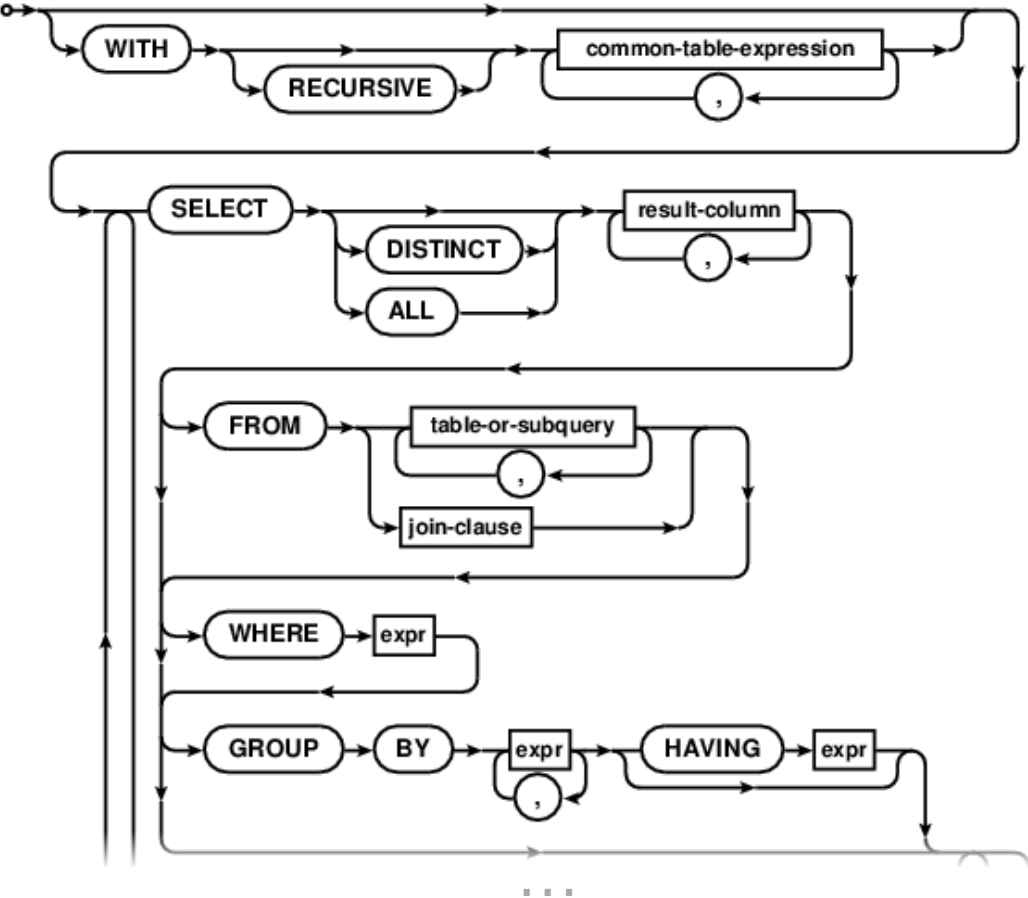 WITH common-table-expression
RECURSIVE
,
SELECT result-column
DISTINCT ,
ALL
FROM table-or-subquery
,
join-clause
WHERE expr
GROUP BY expr HAVING expr
,
...